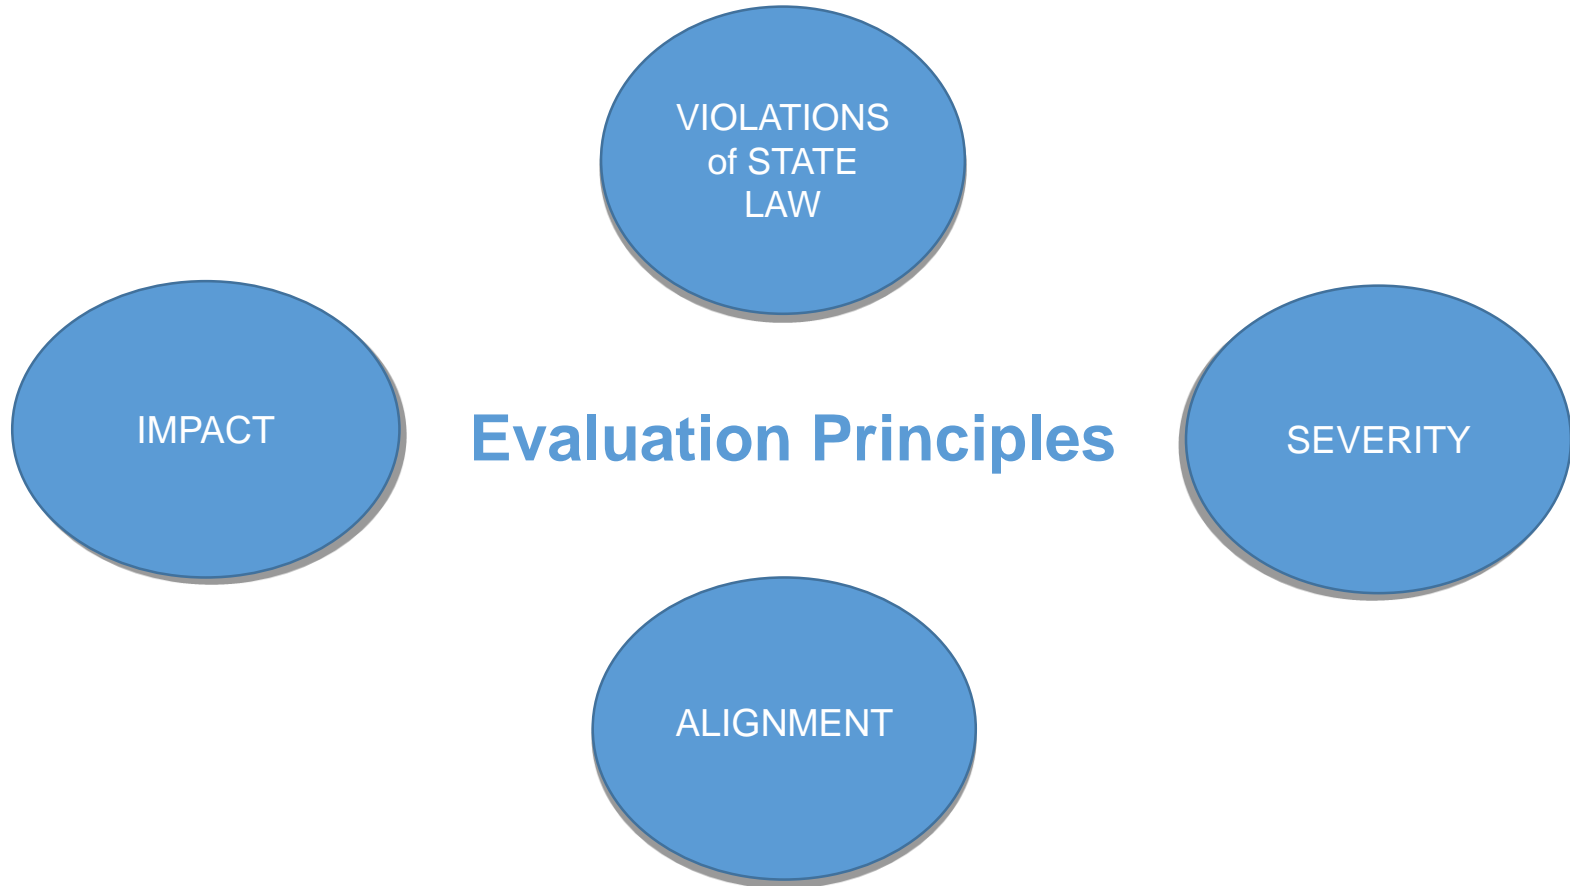 VIOLATIONS
of STATE
LAW
IMPACT
Evaluation Principles
SEVERITY
ALIGNMENT